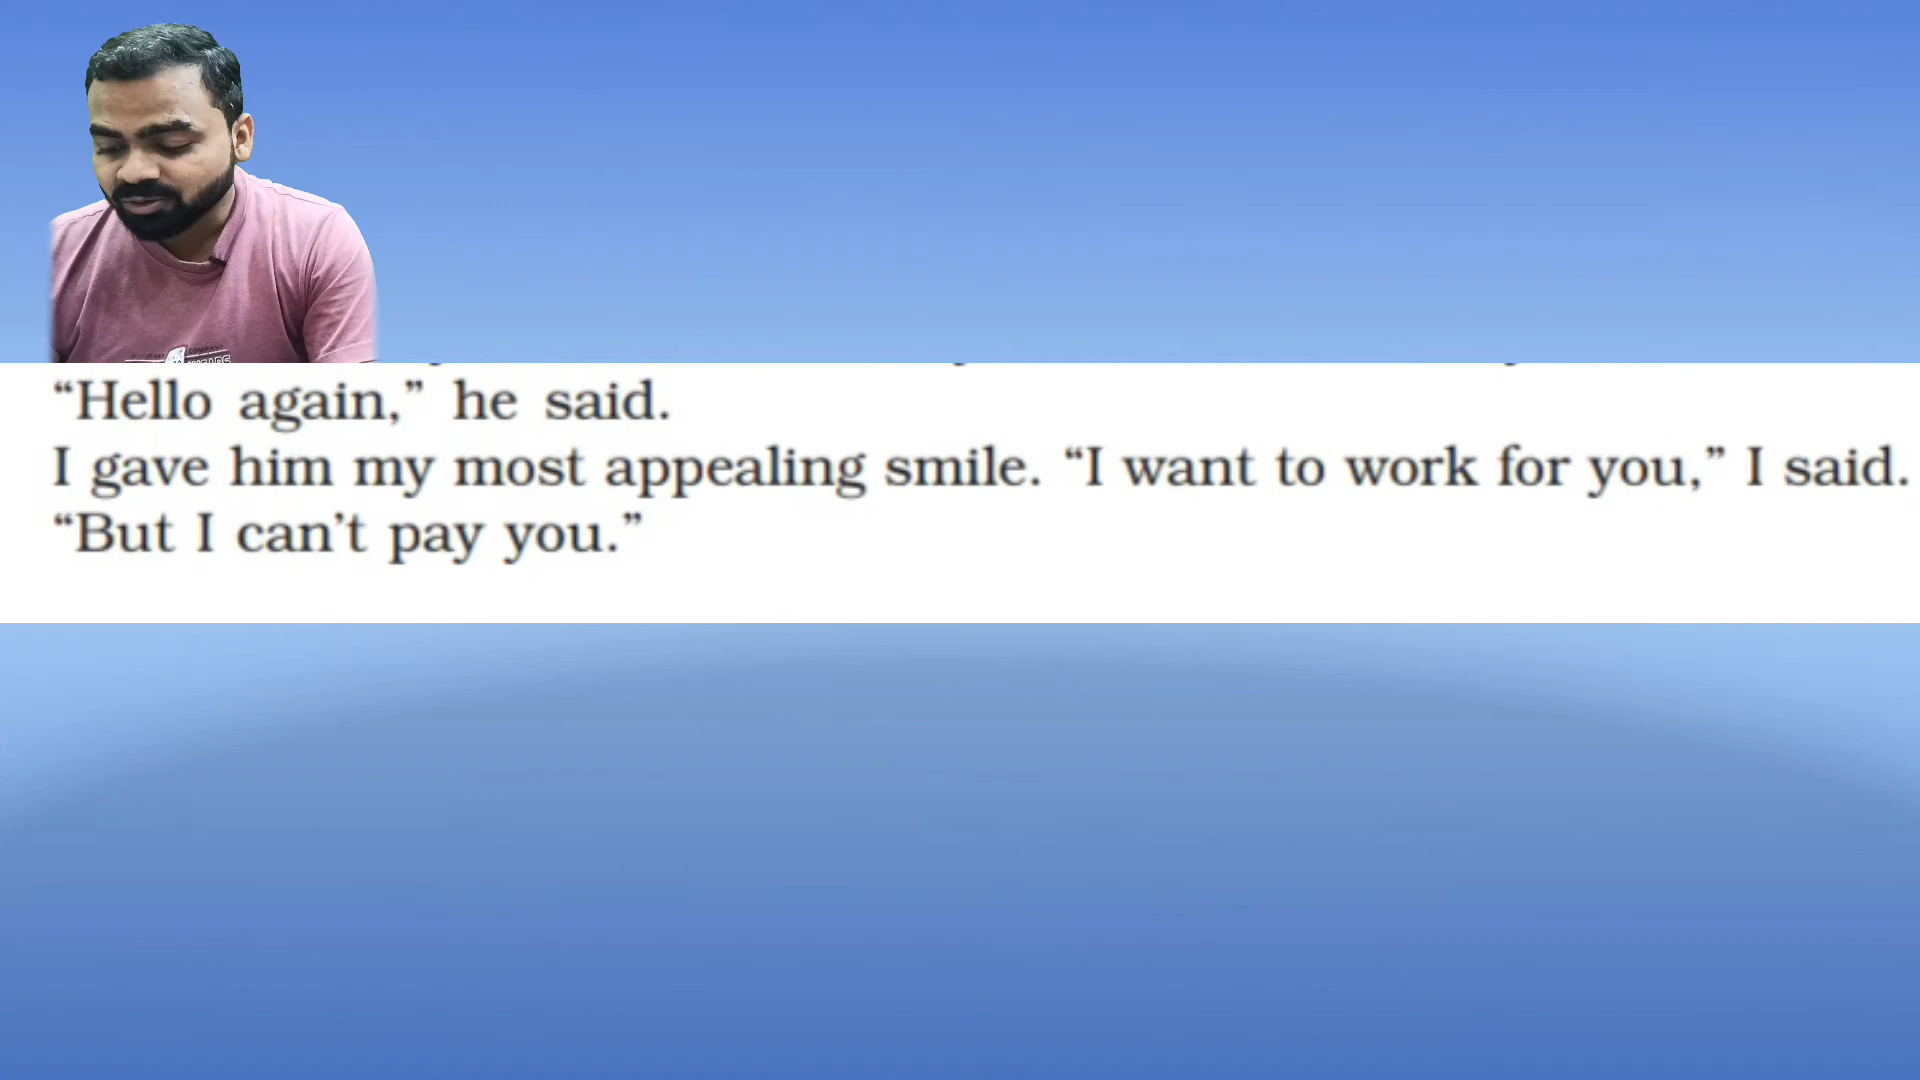 “Hello again,” he said.
I gave him my most appealing smile. “I want to work for you,” I said.
“But I can’t pay you.”